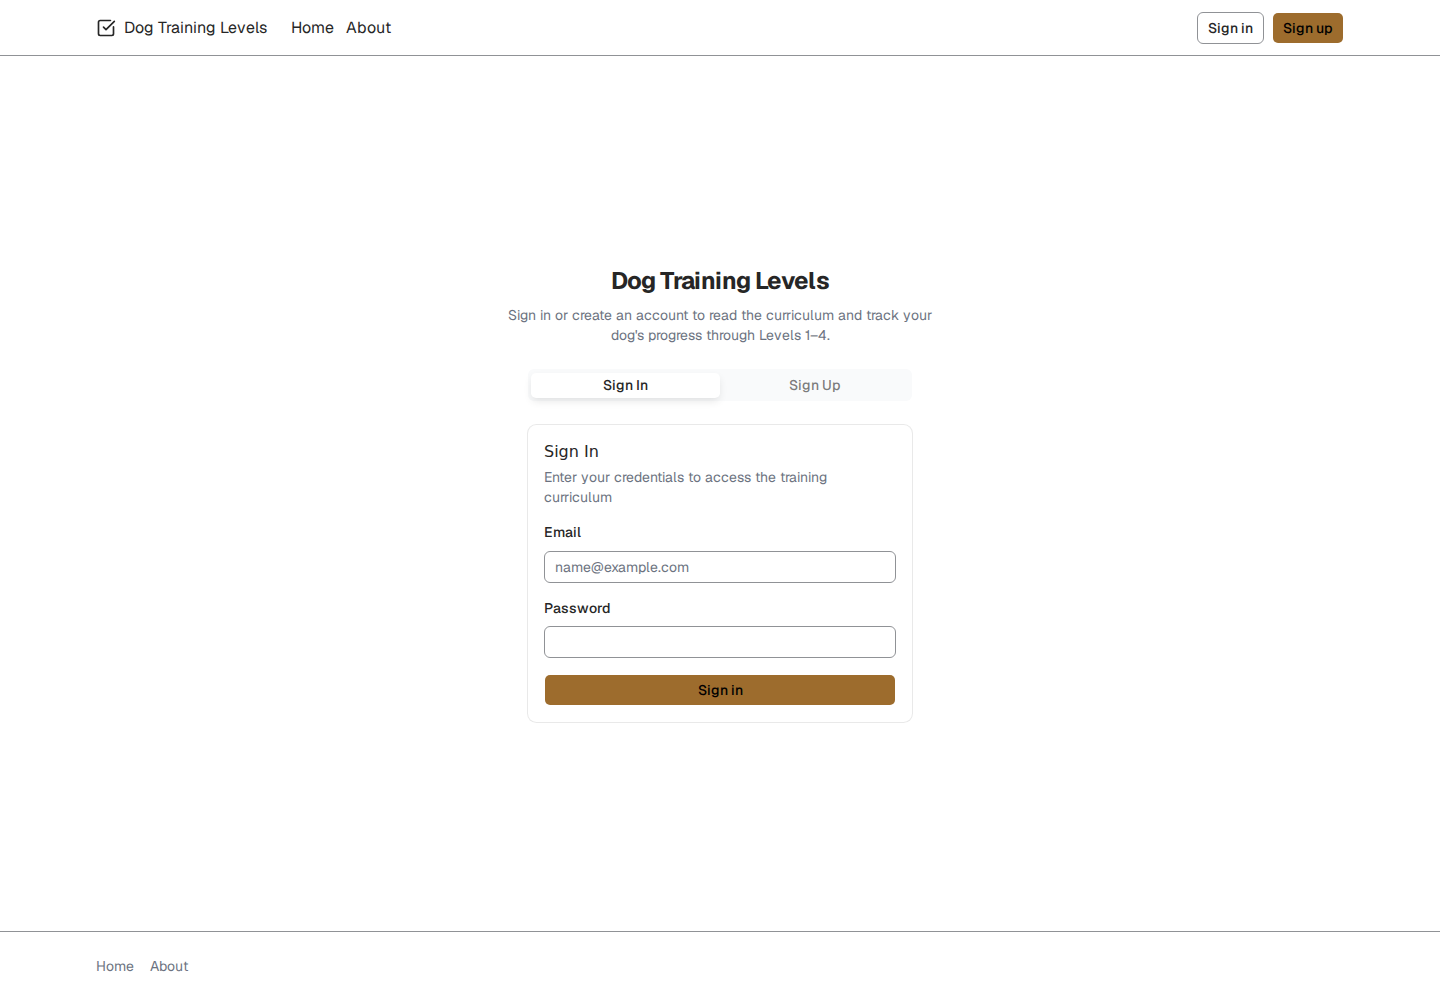 Dog Training Levels Home About Sign in Sign up
Dog Training Levels
Sign in or create an account to read the curriculum and track your
dog's progress through Levels 1–4.
Sign In Sign Up
Sign In
Enter your credentials to access the training
curriculum
Email
name@example.com
Password
Sign in
Home About